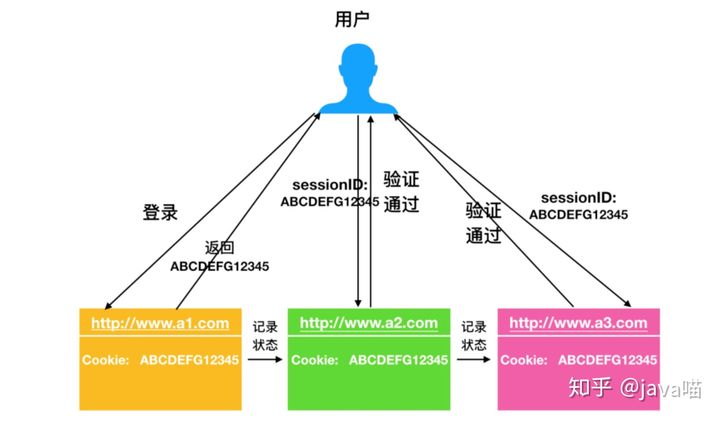 用户
登录
返回
ABCDEFG12345
sessionID:
ABCDEFG12345
验证
通过
验证
通过
sessionID:
ABCDEFG12345
http://www.a1.com
Cookie: ABCDEFG12345
记录
状态
http://www.a2.com
Cookie: ABCDEFG12345
记录
状态
http://www.a3.com
Cookie: ABCDEFG12345
知乎 @java喵